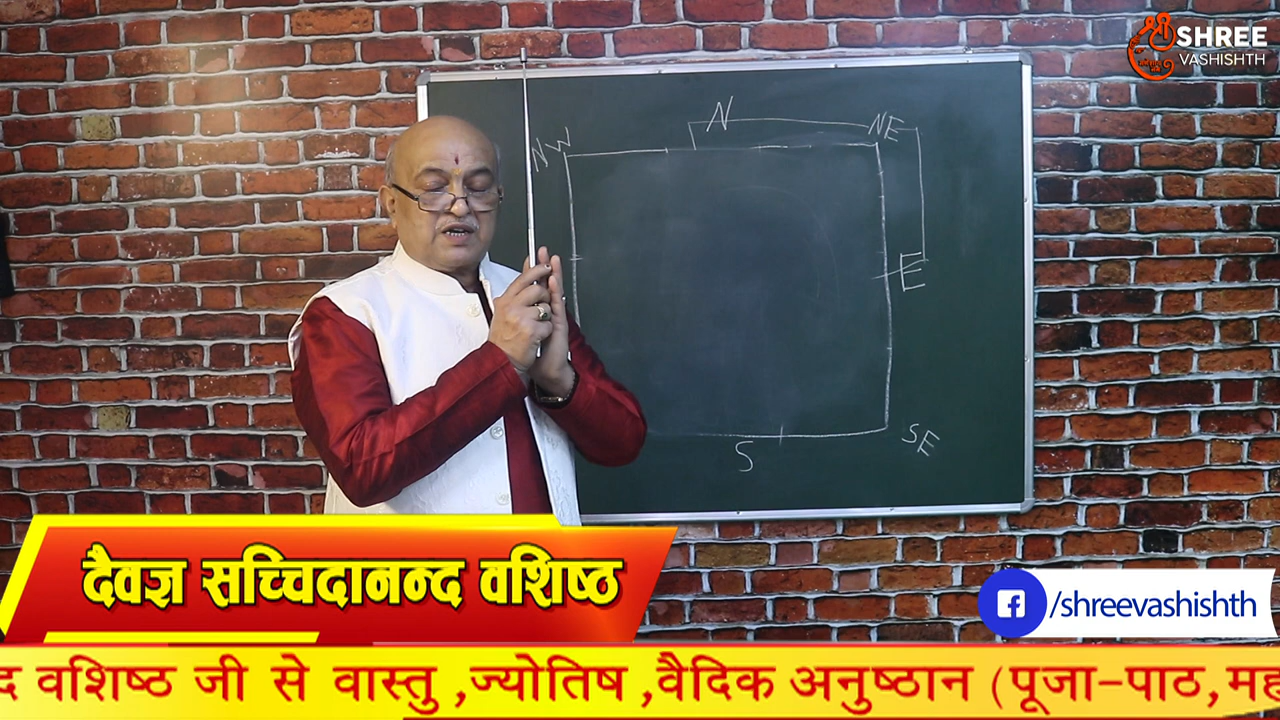 श्री SHREE
VASHISHTH
N
NE
NW
E
S
SE
दैवज्ञ सच्चिदानन्द वशिष्ठ
/shreevashishth
द वशिष्ठ जी से वास्तु ,ज्योतिष ,वैदिक अनुष्ठान (पूजा-पाठ,मह